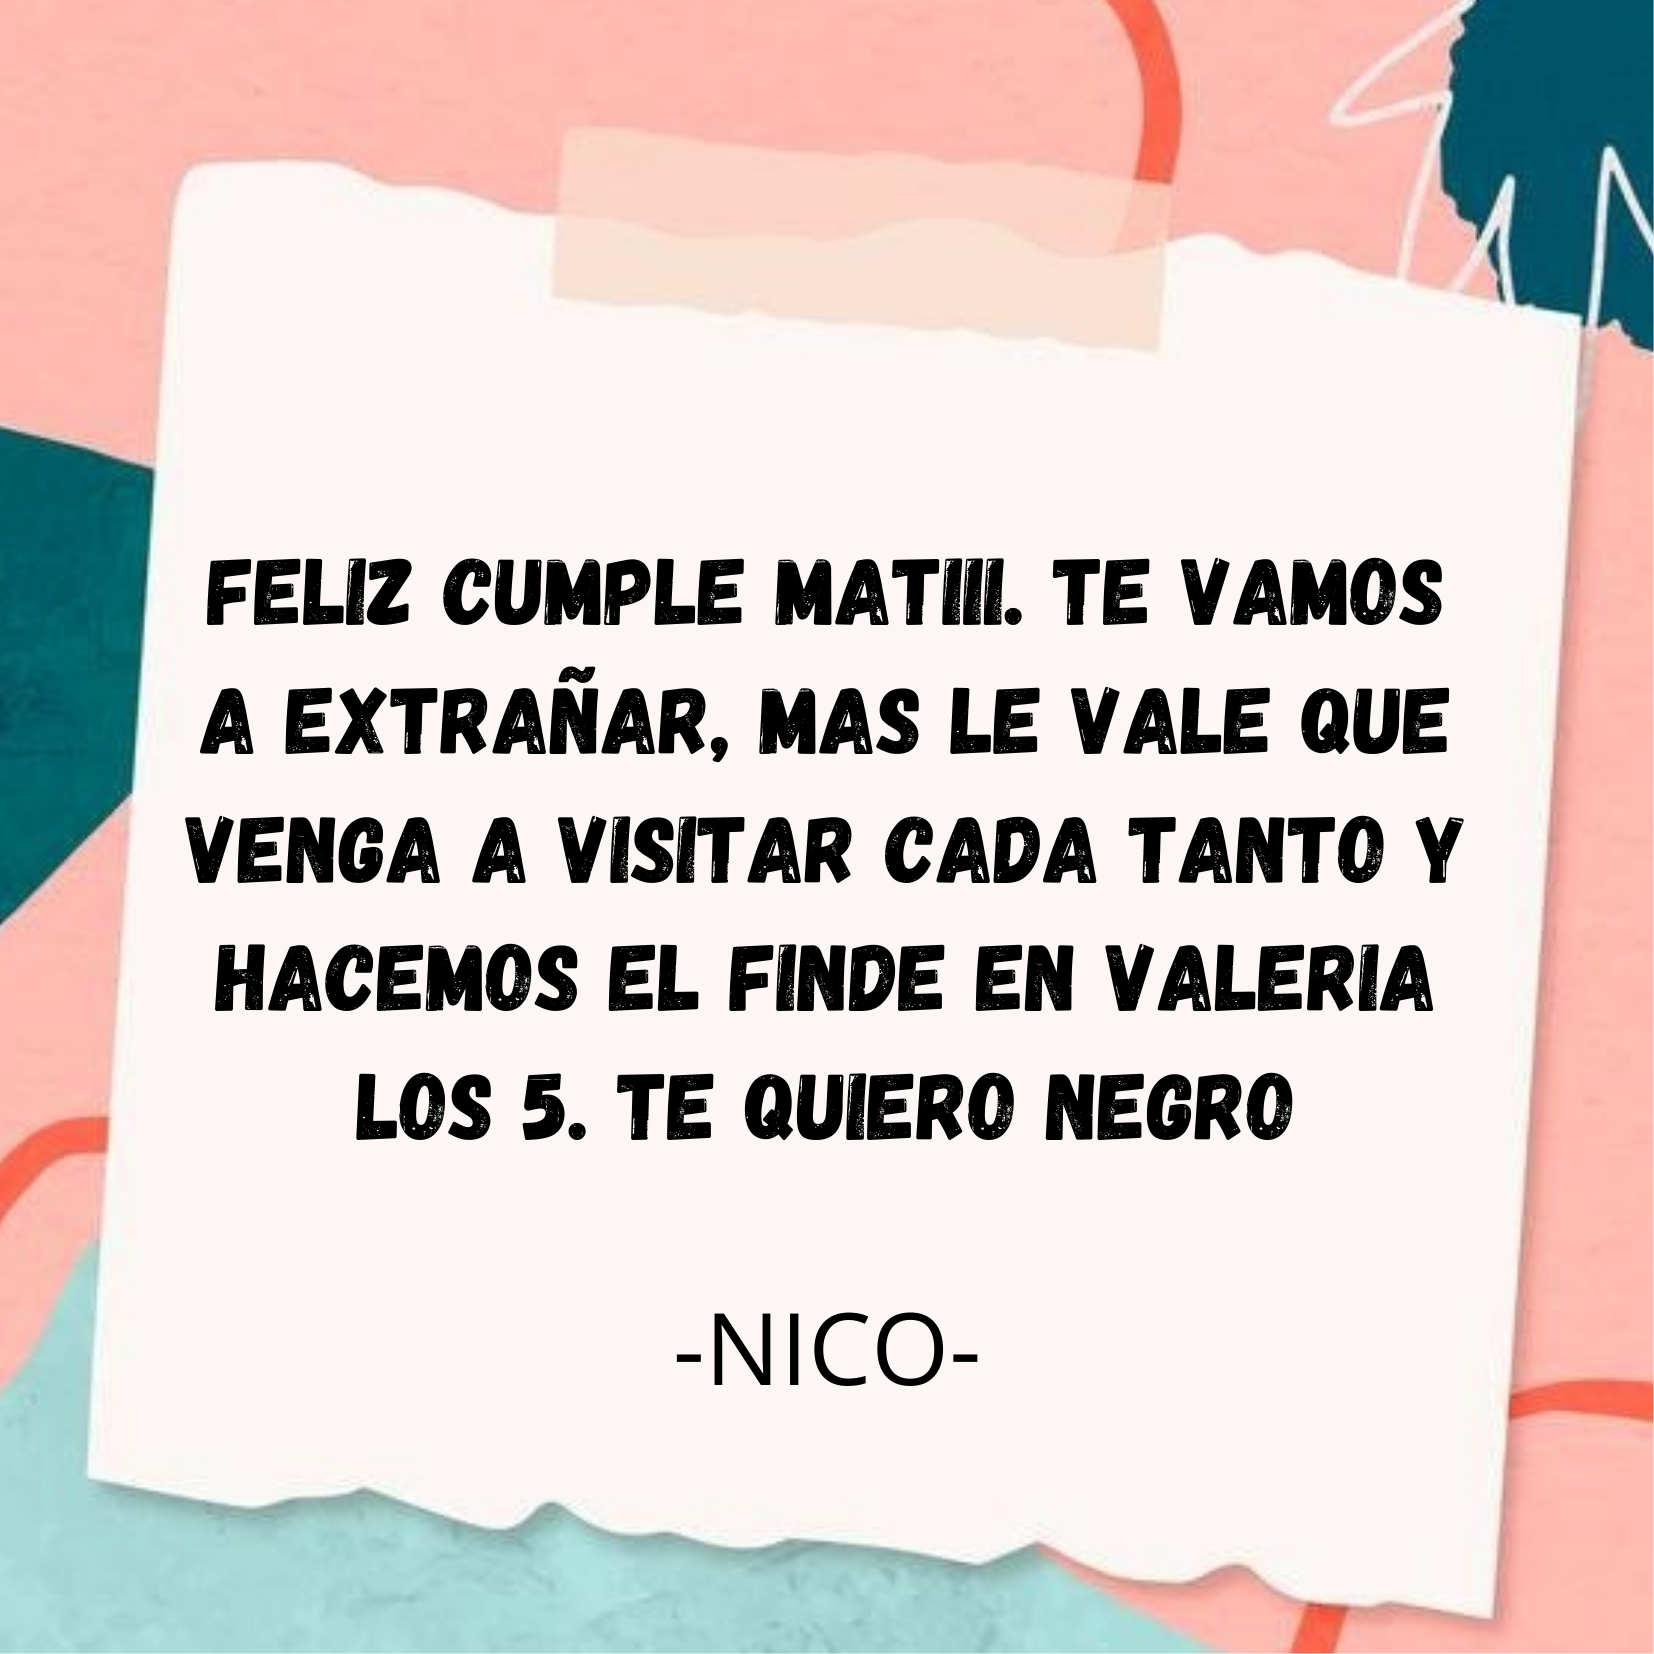 FELIZ CUMPLE MATIII. TE VAMOS
A EXTRAÑAR, MAS LE VALE QUE
VENGA A VISITAR CADA TANTO Y
HACEMOS EL FINDE EN VALERIA
LOS 5. TE QUIERO NEGRO
-NICO-